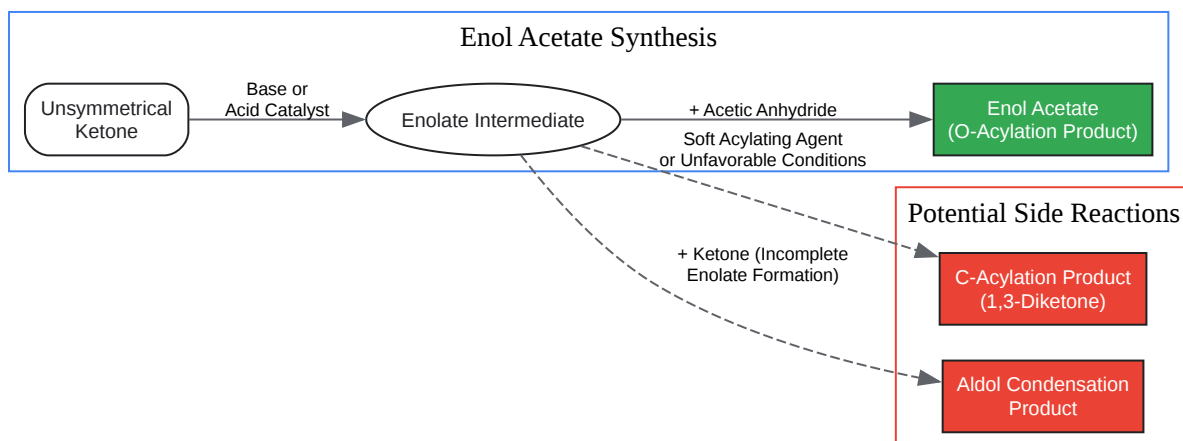 Enol Acetate Synthesis
Unsymmetrical
Ketone
Base or
Acid Catalyst
Enolate Intermediate
+ Acetic Anhydride
Enol Acetate
(O-Acylation Product)
Soft Acylating Agent
or Unfavorable Conditions
Potential Side Reactions
+ Ketone (Incomplete
Enolate Formation)
C-Acylation Product
(1,3-Diketone)
Aldol Condensation
Product